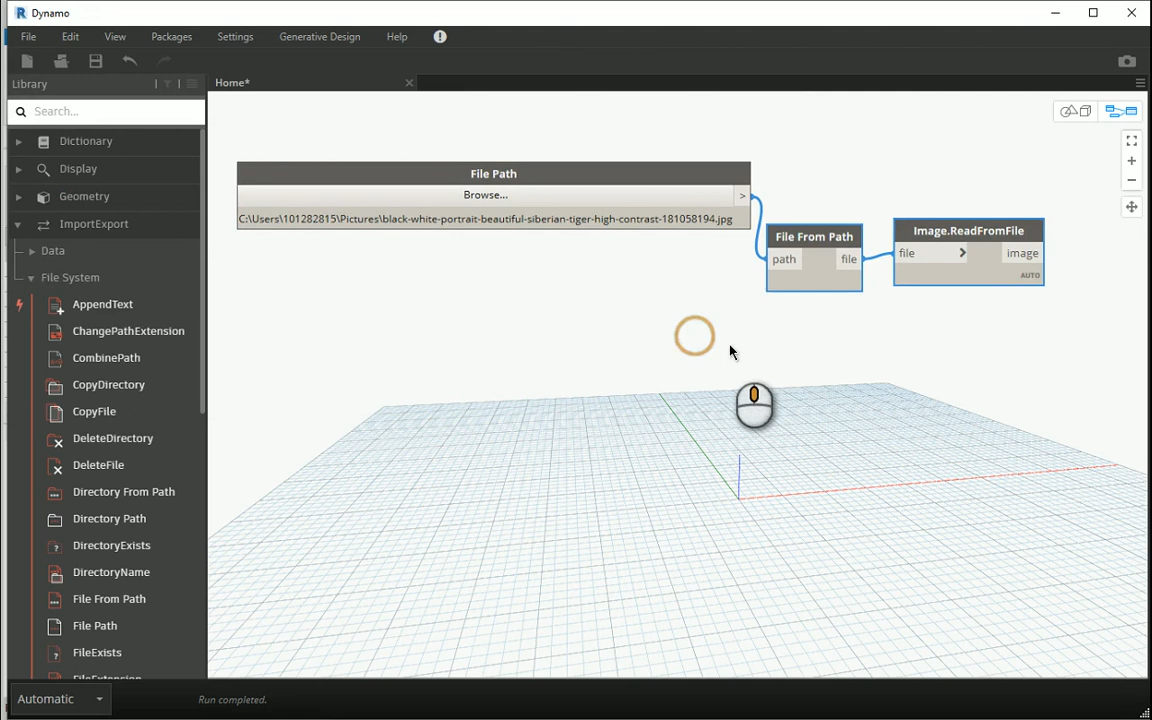 Dynamo
File Edit View Packages Settings Generative Design Help
Library
Home*
Search...
Dictionary
Display
Geometry
ImportExport
Data
File System
AppendText
ChangePathExtension
CombinePath
CopyDirectory
CopyFile
DeleteDirectory
DeleteFile
Directory From Path
Directory Path
DirectoryExists
DirectoryName
File From Path
File Path
FileExists
FileExtension
File Path
Browse... >
C:\Users\101282815\Pictures\black-white-portrait-beautiful-siberian-tiger-high-contrast-181058194.jpg
File From Path
path file
Image.ReadFromFile
file > image
AUTO
Automatic
Run completed.